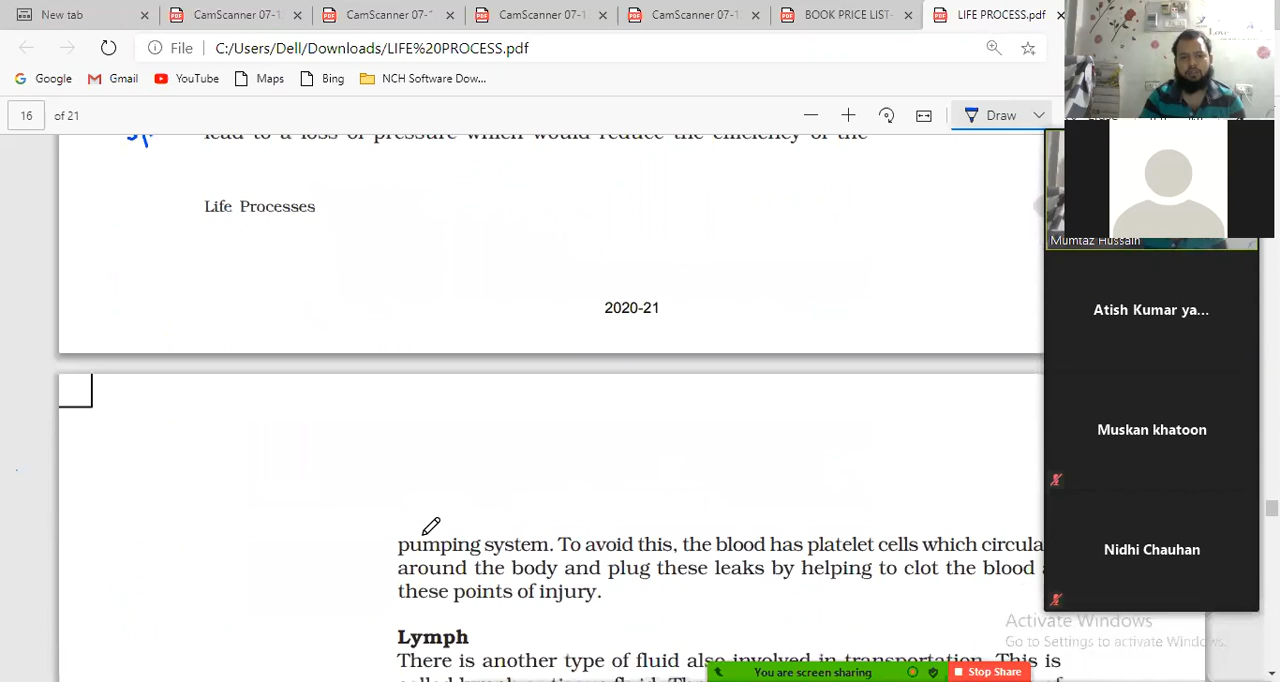 New tab
CamScanner 07-1
CamScanner 07-1
CamScanner 07-1
CamScanner 07-1
BOOK PRICE LIST-
LIFE PROCESS.pdf
File
C:/Users/Dell/Downloads/LIFE%20PROCESS.pdf
Google
Gmail
YouTube
Maps
Bing
NCH Software Dow...
16
of 21
Draw
lead to a loss of pressure which would reduce the efficiency of the
Life Processes
2020-21
pumping system. To avoid this, the blood has platelet cells which circula
around the body and plug these leaks by helping to clot the blood a
these points of injury.
Lymph
There is another type of fluid also involved in transportation. This is
Mumtaz Hussain
Atish Kumar ya...
Muskan khatoon
Nidhi Chauhan
Activate Windows
Go to Settings to activate Windows.
You are screen sharing
Stop Share